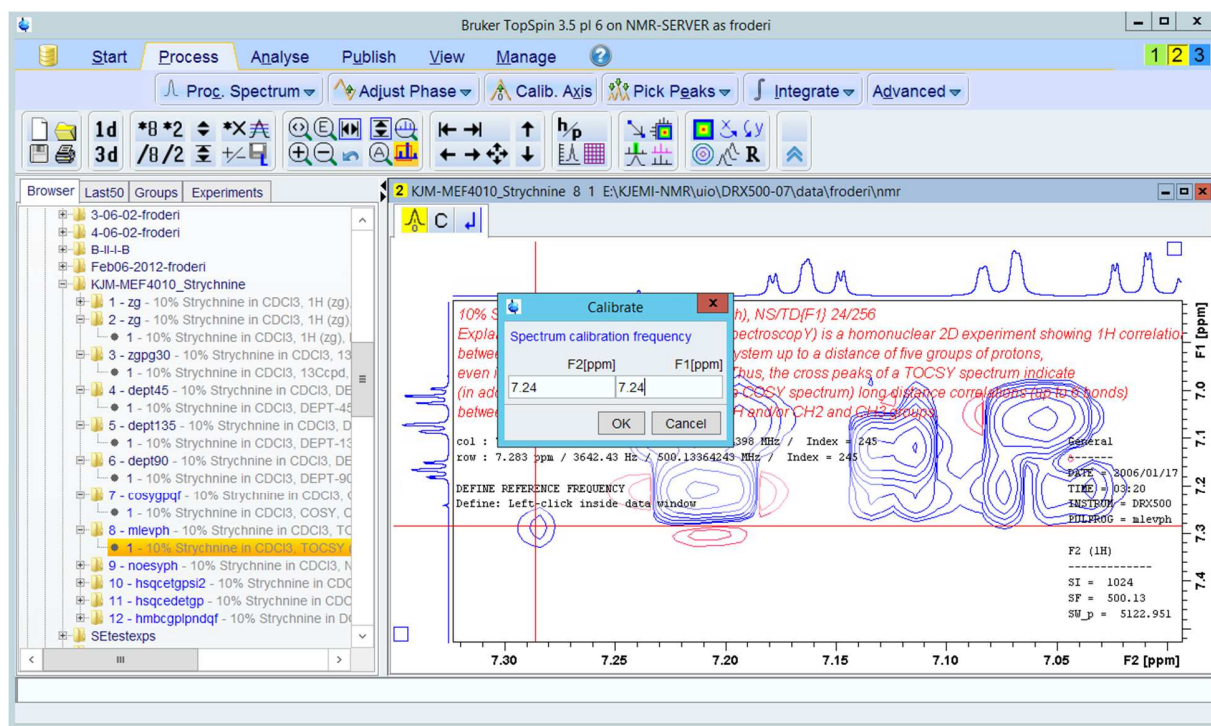 Bruker TopSpin 3.5 pl 6 on NMR-SERVER as froderi
Start Process Analyse Publish View Manage ? 1 2 3
Proc. Spectrum Adjust Phase Calib. Axis Pick Peaks Integrate Advanced
1d *8 *2 *X E h/p
3d /8 /2 +/- L A R
Browser Last50 Groups Experiments
2 KJM-MEF4010_Strychnine 8 1 E:\KJEMI-NMR\uio\DRX500-07\data\froderi\nmr
C
3-06-02-froderi
4-06-02-froderi
B-II-I-B
Feb06-2012-froderi
KJM-MEF4010_Strychnine
1 - zg - 10% Strychnine in CDCl3, 1H (zg),
2 - zg - 10% Strychnine in CDCl3, 1H (zg),
1 - 10% Strychnine in CDCl3, 1H (zg),
3 - zgpg30 - 10% Strychnine in CDCl3, 13
1 - 10% Strychnine in CDCl3, 13Ccpd,
4 - dept45 - 10% Strychnine in CDCl3, DE
1 - 10% Strychnine in CDCl3, DEPT-45
5 - dept135 - 10% Strychnine in CDCl3, D
1 - 10% Strychnine in CDCl3, DEPT-13
6 - dept90 - 10% Strychnine in CDCl3, DE
1 - 10% Strychnine in CDCl3, DEPT-90
7 - cosygpqf - 10% Strychnine in CDCl3, C
1 - 10% Strychnine in CDCl3, COSY, C
8 - mlevph - 10% Strychnine in CDCl3, TO
1 - 10% Strychnine in CDCl3, TOCSY
9 - noesyph - 10% Strychnine in CDCl3, N
10 - hsqcetgpsi2 - 10% Strychnine in CDC
11 - hsqcedetgp - 10% Strychnine in CDC
12 - hmbcgplpndqf - 10% Strychnine in D
SEtestexps
Calibrate
Spectrum calibration frequency
F2[ppm] F1[ppm]
7.24 7.24
OK Cancel
10% S h), NS/TD{F1} 24/256
Expla pectroscopY) is a homonuclear 2D experiment showing 1H correlatio
betwe ystem up to a distance of five groups of protons,
even i Thus, the cross peaks of a TOCSY spectrum indicate
(in add COSY spectrum) long distance correlations (up to 6 bonds)
betwe H and/or CH2 and CH3 groups
col : 398 MHz / Index = 245
row : 7.283 ppm / 3642.43 Hz / 500.13364243 MHz / Index = 245
DEFINE REFERENCE FREQUENCY
Define: Left-click inside data window
General
-------
DATE = 2006/01/17
TIME = 03:20
INSTRUM = DRX500
PULPROG = mlevph
F2 (1H)
-------------
SI = 1024
SF = 500.13
SW_p = 5122.951
F1 [ppm]
7.0
7.1
7.2
7.3
7.4
7.30 7.25 7.20 7.15 7.10 7.05 F2 [ppm]